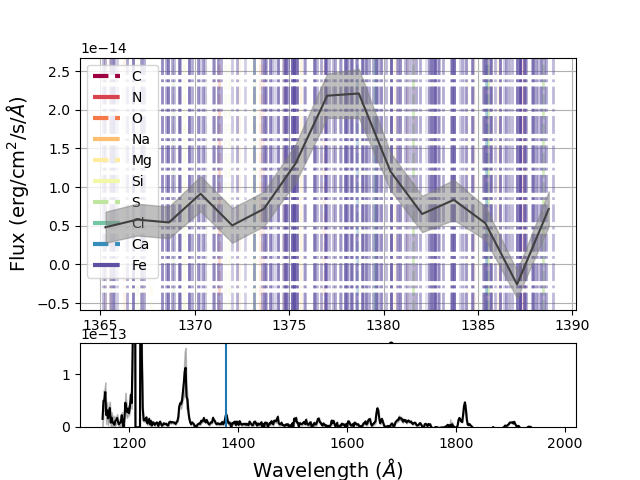 1e−14
2.5
2.0
1.5
1.0
0.5
0.0
−0.5
Flux (erg/cm²/s/Å)
C
N
O
Na
Mg
Si
S
Cl
Ca
Fe
1365 1370 1375 1380 1385 1390
1e−13
1
0
1200 1400 1600 1800 2000
Wavelength (Å)